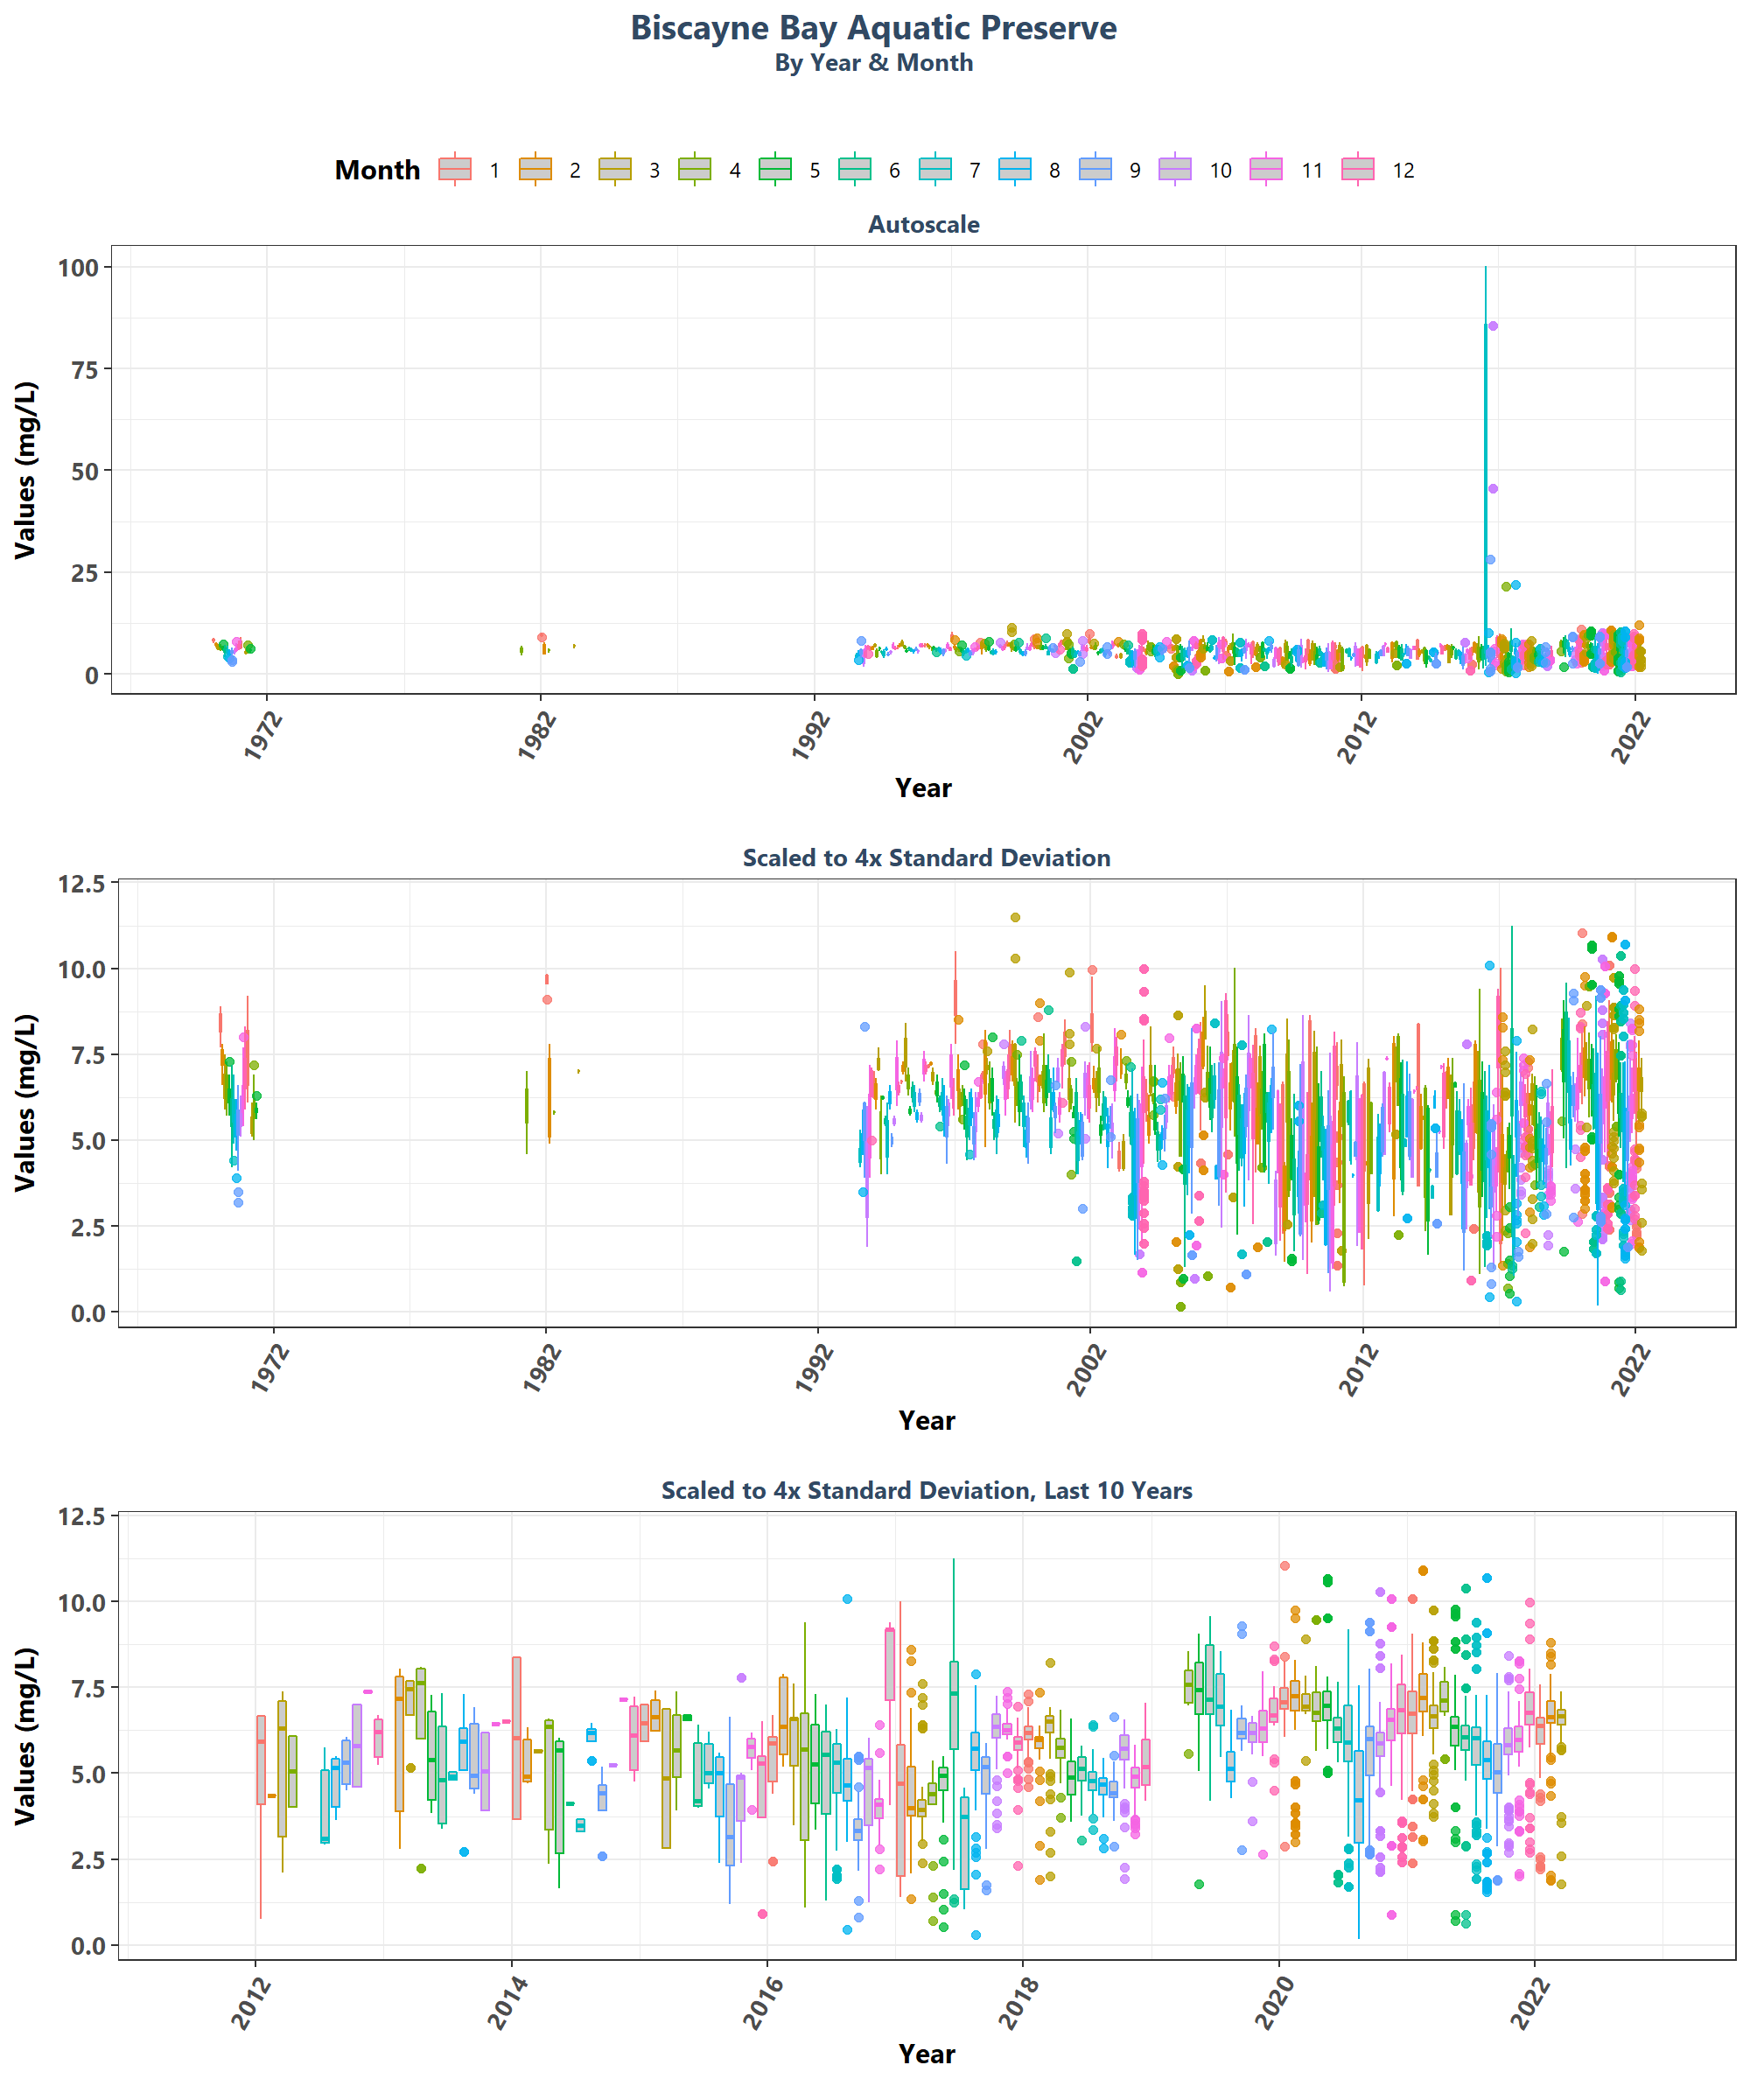 Biscayne Bay Aquatic Preserve
By Year & Month
Month 1 2 3 4 5 6 7 8 9 10 11 12
Autoscale
Values (mg/L)
100
75
50
25
0
1972 1982 1992 2002 2012 2022
Year
Scaled to 4x Standard Deviation
Values (mg/L)
12.5
10.0
7.5
5.0
2.5
0.0
1972 1982 1992 2002 2012 2022
Year
Scaled to 4x Standard Deviation, Last 10 Years
Values (mg/L)
12.5
10.0
7.5
5.0
2.5
0.0
2012 2014 2016 2018 2020 2022
Year